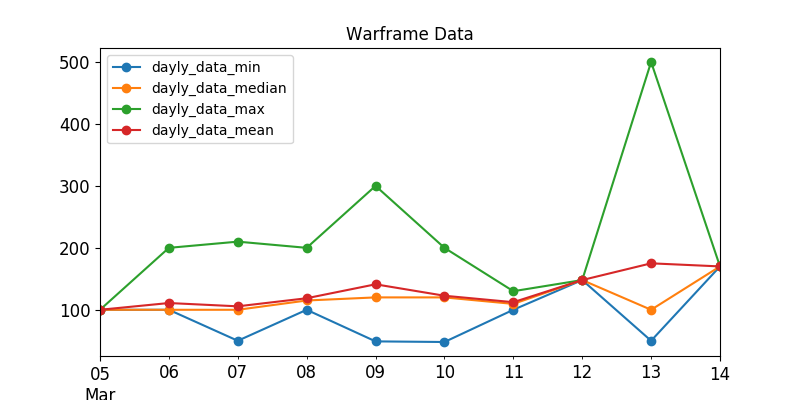 Warframe Data
dayly_data_min
dayly_data_median
dayly_data_max
dayly_data_mean
500
400
300
200
100
05 06 07 08 09 10 11 12 13 14
Mar